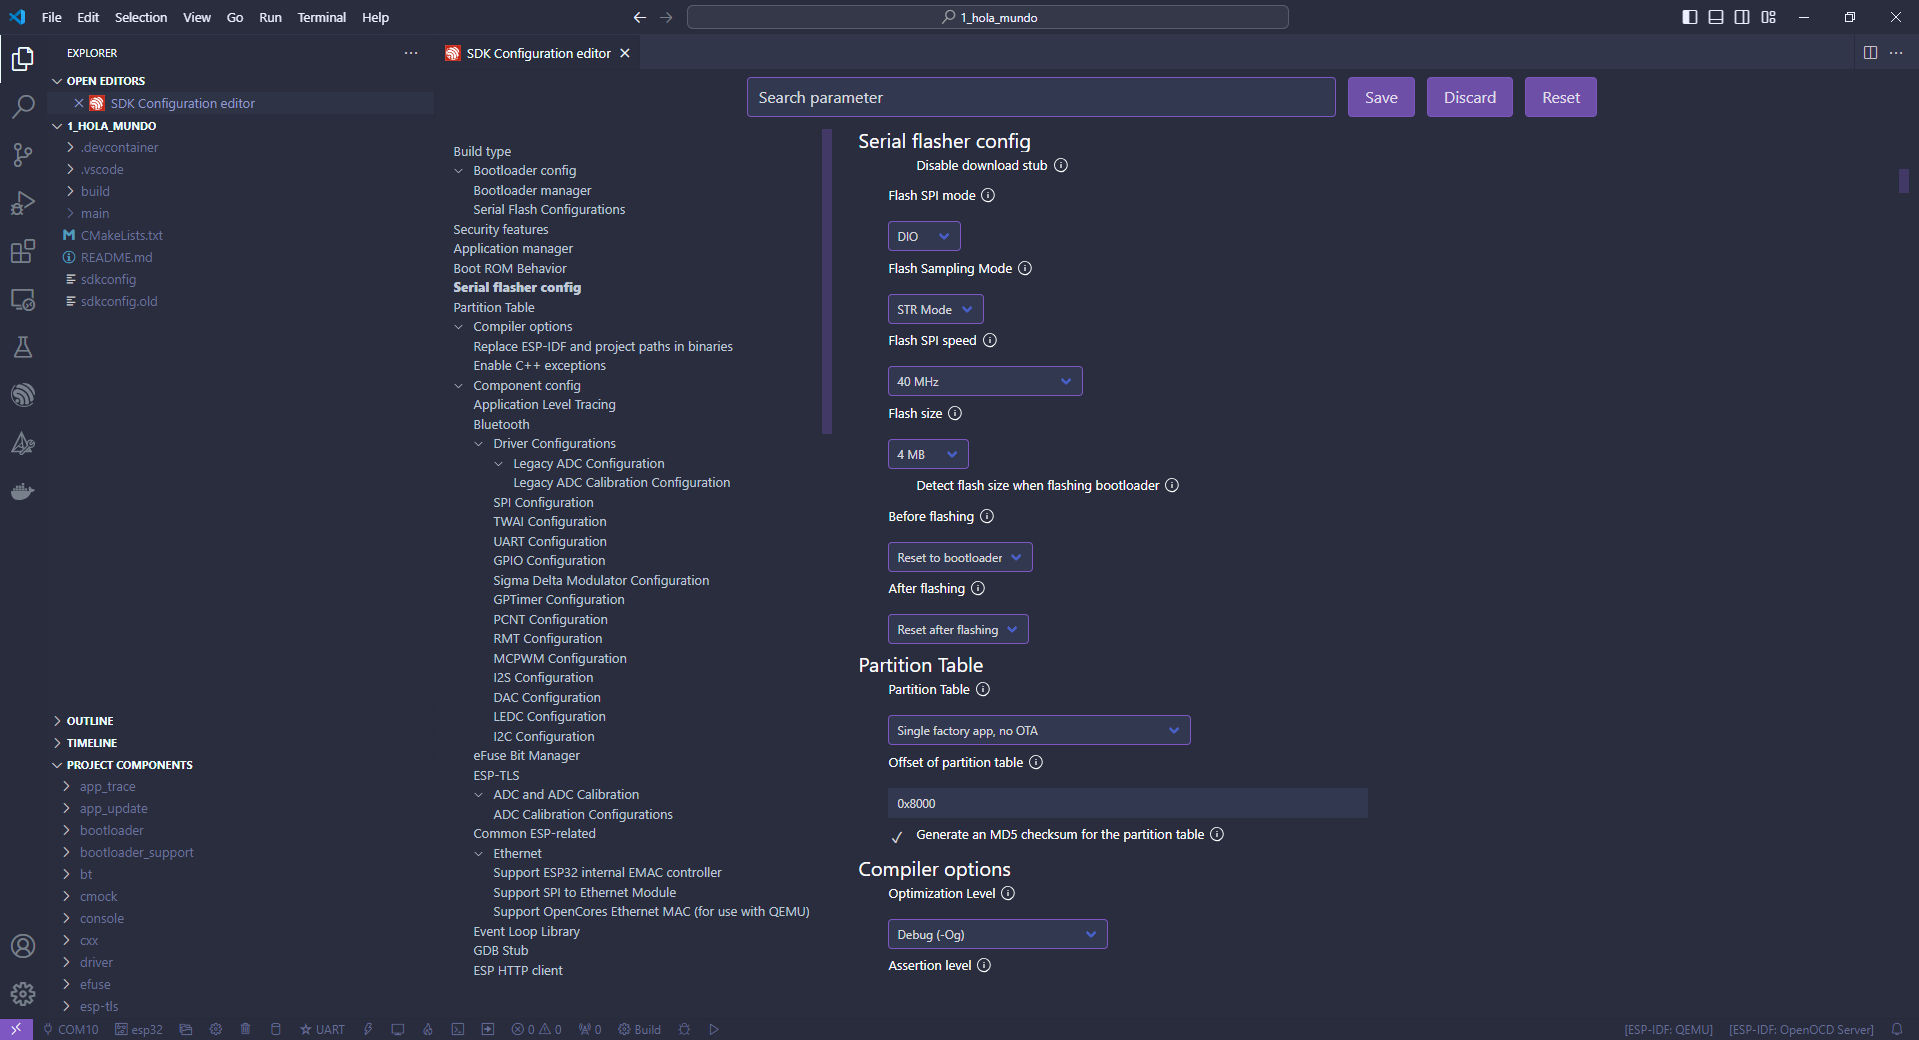 File Edit Selection View Go Run Terminal Help
1_hola_mundo
EXPLORER
OPEN EDITORS
SDK Configuration editor
1_HOLA_MUNDO
.devcontainer
.vscode
build
main
CMakeLists.txt
README.md
sdkconfig
sdkconfig.old
OUTLINE
TIMELINE
PROJECT COMPONENTS
app_trace
app_update
bootloader
bootloader_support
bt
cmock
console
cxx
driver
efuse
esp-tls
SDK Configuration editor
Search parameter
Save
Discard
Reset
Build type
Bootloader config
Bootloader manager
Serial Flash Configurations
Security features
Application manager
Boot ROM Behavior
Serial flasher config
Partition Table
Compiler options
Replace ESP-IDF and project paths in binaries
Enable C++ exceptions
Component config
Application Level Tracing
Bluetooth
Driver Configurations
Legacy ADC Configuration
Legacy ADC Calibration Configuration
SPI Configuration
TWAI Configuration
UART Configuration
GPIO Configuration
Sigma Delta Modulator Configuration
GPTimer Configuration
PCNT Configuration
RMT Configuration
MCPWM Configuration
I2S Configuration
DAC Configuration
LEDC Configuration
I2C Configuration
eFuse Bit Manager
ESP-TLS
ADC and ADC Calibration
ADC Calibration Configurations
Common ESP-related
Ethernet
Support ESP32 internal EMAC controller
Support SPI to Ethernet Module
Support OpenCores Ethernet MAC (for use with QEMU)
Event Loop Library
GDB Stub
ESP HTTP client
Serial flasher config
Disable download stub
Flash SPI mode
DIO
Flash Sampling Mode
STR Mode
Flash SPI speed
40 MHz
Flash size
4 MB
Detect flash size when flashing bootloader
Before flashing
Reset to bootloader
After flashing
Reset after flashing
Partition Table
Partition Table
Single factory app, no OTA
Offset of partition table
0x8000
Generate an MD5 checksum for the partition table
Compiler options
Optimization Level
Debug (-Og)
Assertion level
COM10 esp32 UART 0 0 0 Build [ESP-IDF: QEMU] [ESP-IDF: OpenOCD Server]